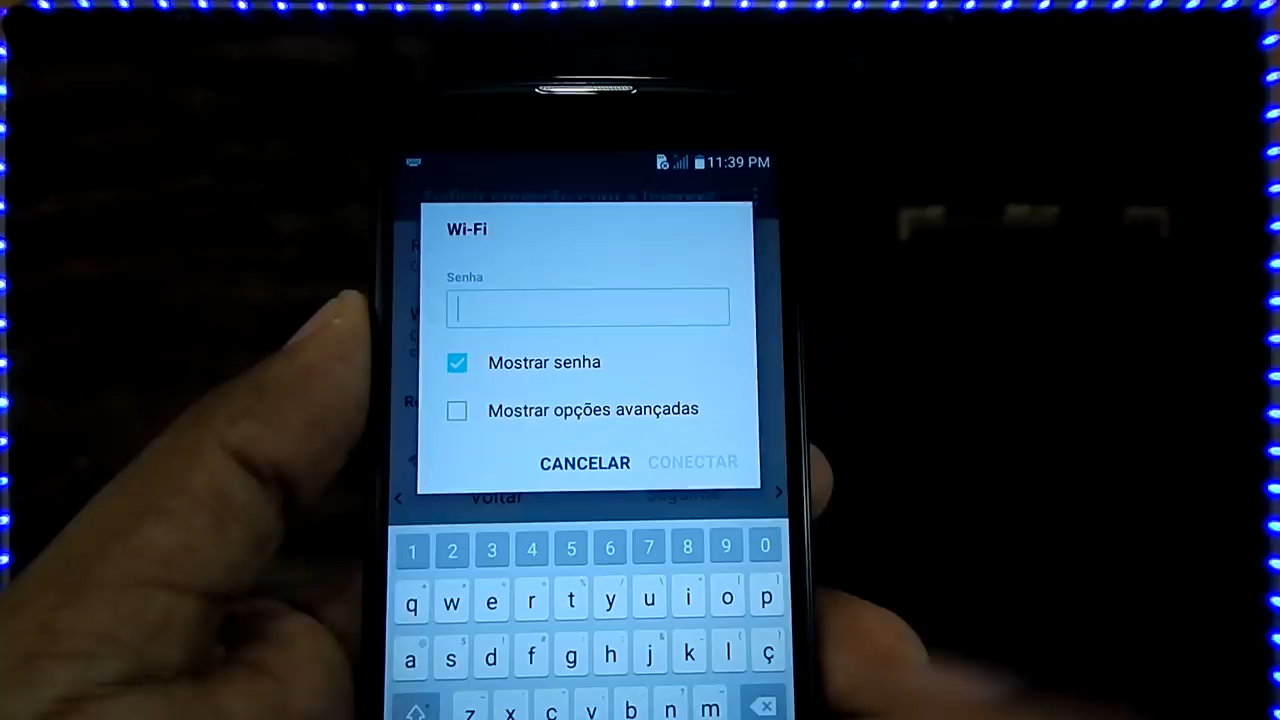 11:39 PM
Wi-Fi
Senha
Mostrar senha
Mostrar opções avançadas
CANCELAR CONECTAR
Voltar Seguinte
1 2 3 4 5 6 7 8 9 0
q w e r t y u i o p
a s d f g h j k l ç
z x c v b n m